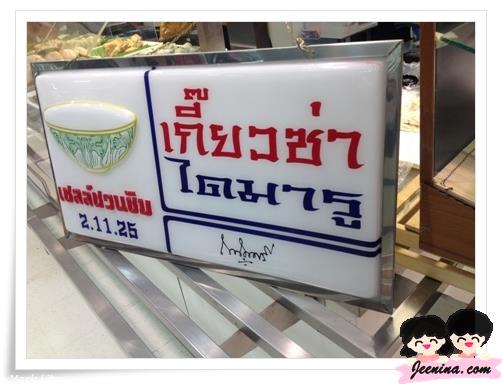 เชลล์ชวนชิม
2.11.25
เกี๊ยวซ่า
ไดมารู
Jeenina.com